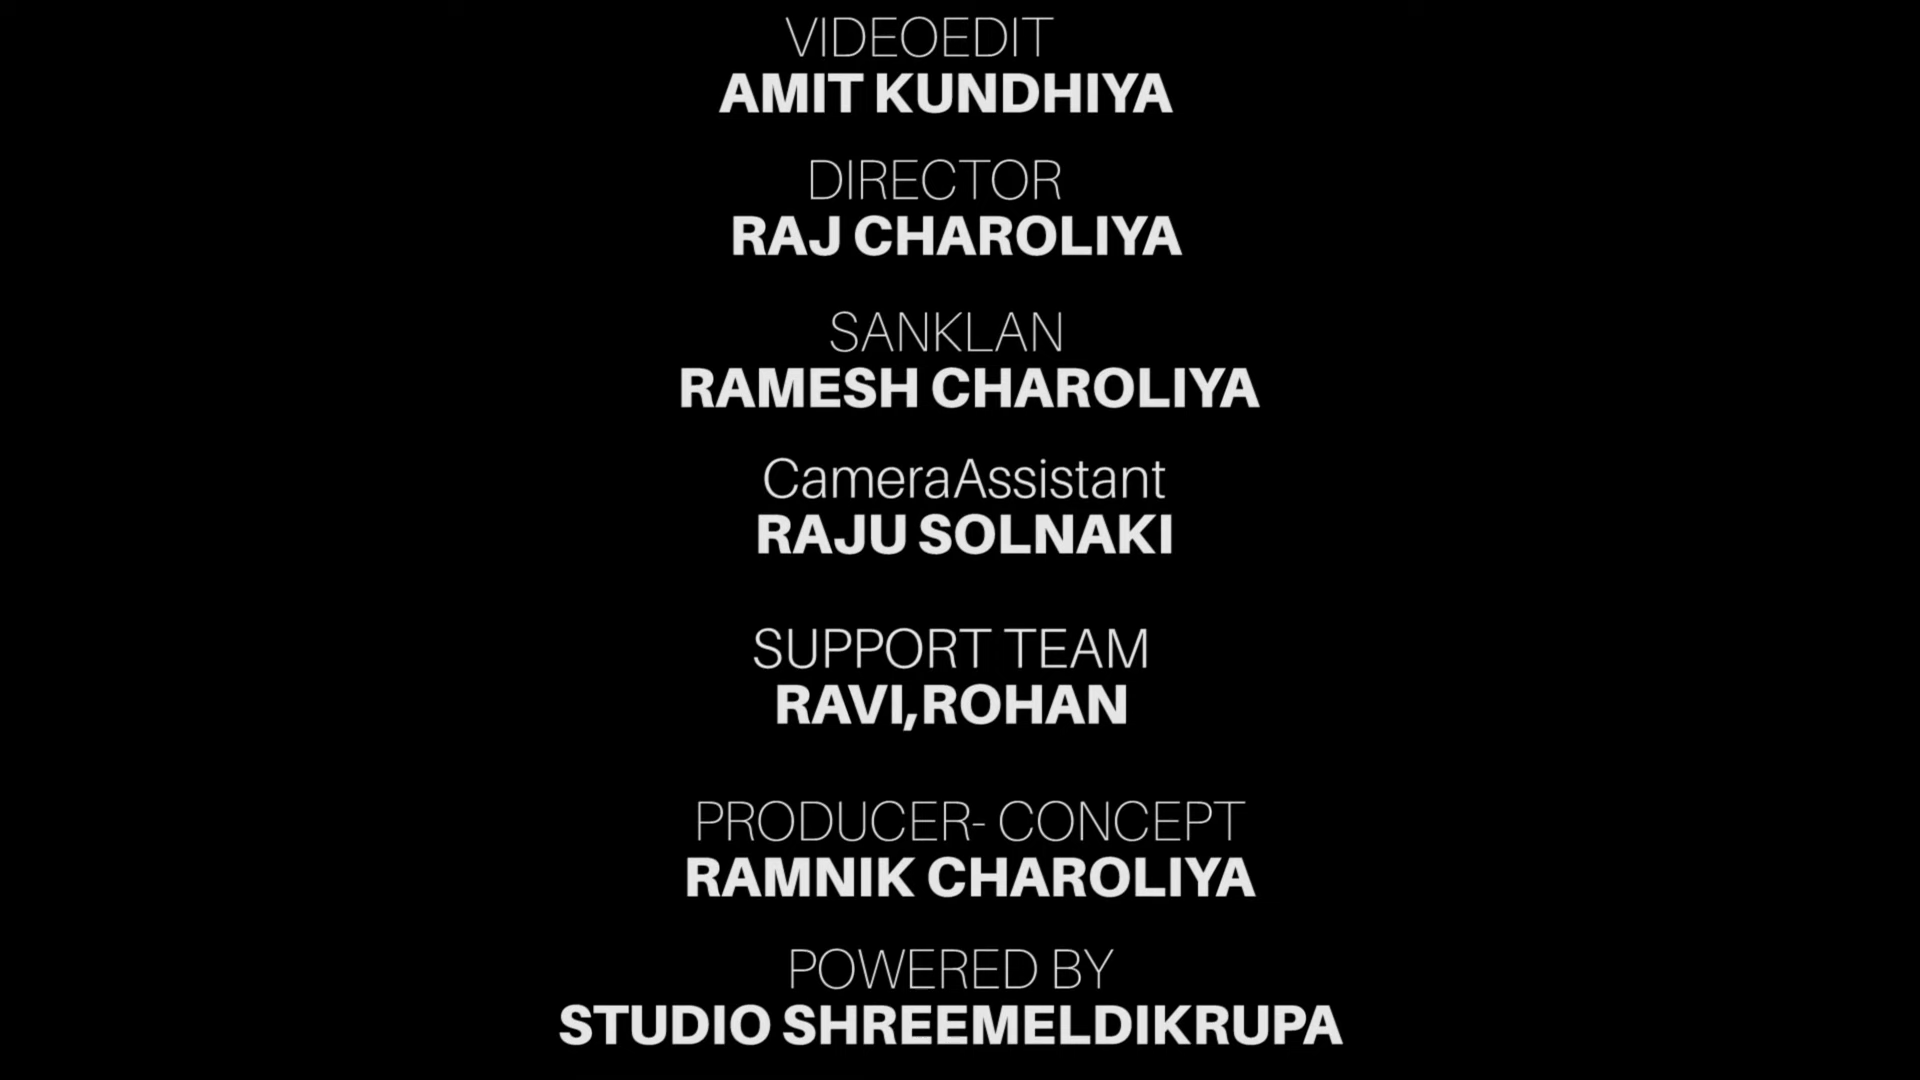 VIDEOEDIT
AMIT KUNDHIYA
DIRECTOR
RAJ CHAROLIYA
SANKLAN
RAMESH CHAROLIYA
CameraAssistant
RAJU SOLNAKI
SUPPORT TEAM
RAVI,ROHAN
PRODUCER- CONCEPT
RAMNIK CHAROLIYA
POWERED BY
STUDIO SHREEMELDIKRUPA